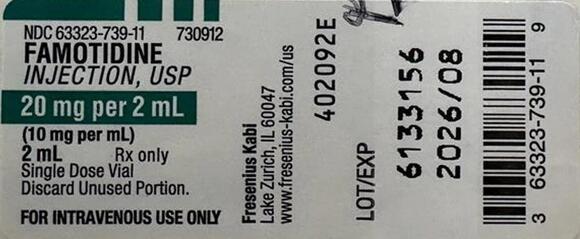 NDC 63323-739-11 730912
FAMOTIDINE
INJECTION, USP
20 mg per 2 mL
(10 mg per mL)
2 mL Rx only
Single Dose Vial
Discard Unused Portion.
FOR INTRAVENOUS USE ONLY
Fresenius Kabi
Lake Zurich, IL 60047
www.fresenius-kabi.com/us
402092E
LOT/EXP
6133156
2026/08
3 63323-739-11 9